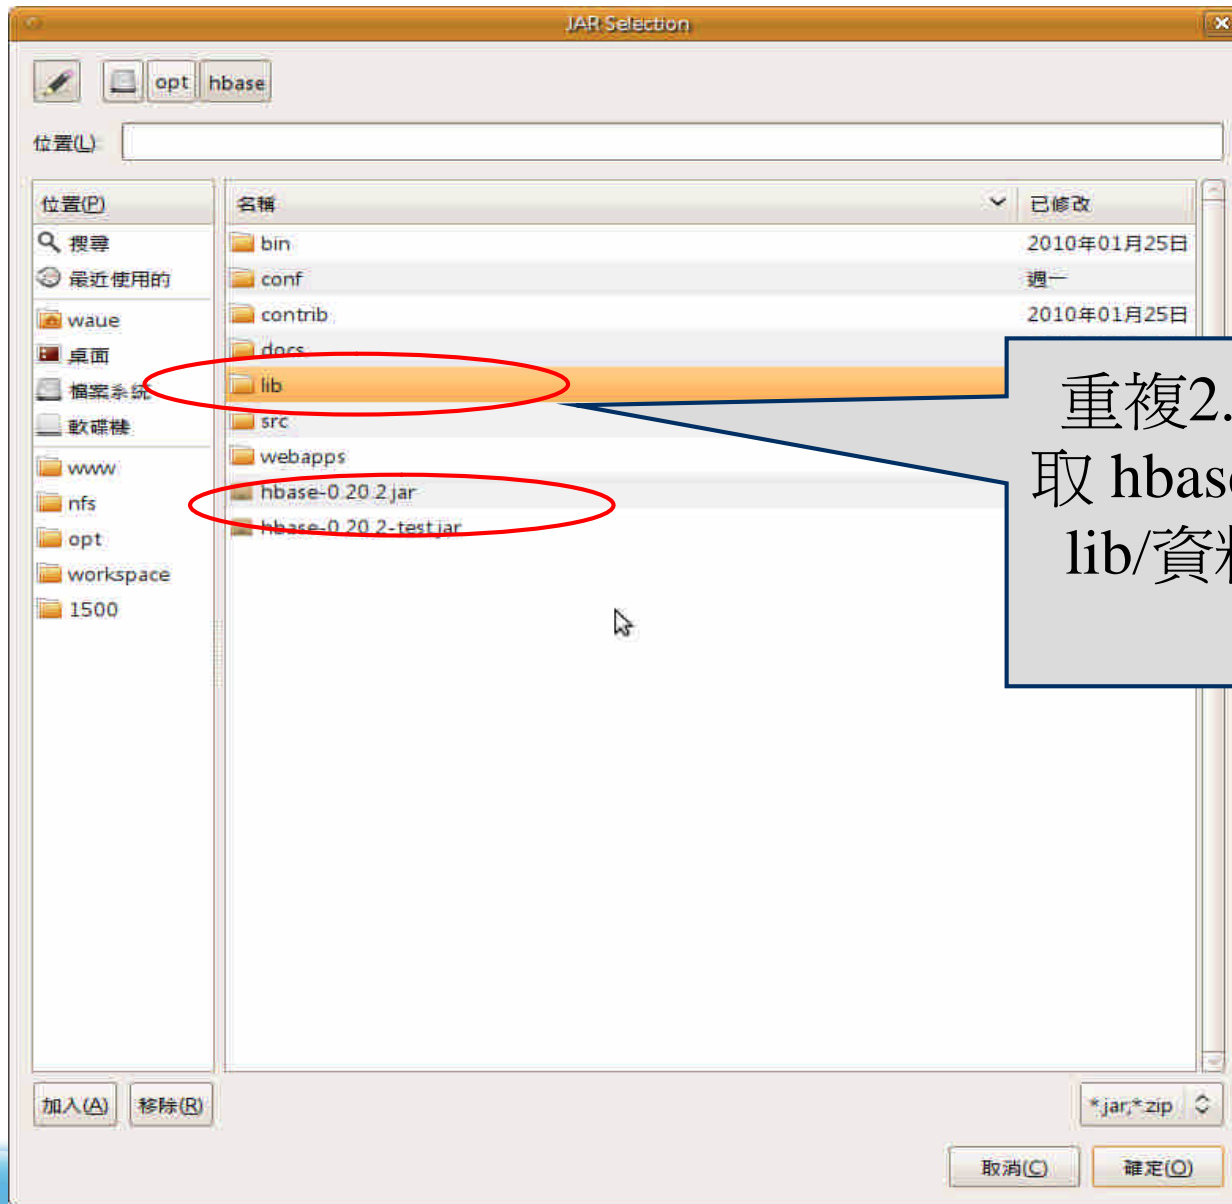 JAR Selection
opt hbase
位置(L):
位置(P)
搜尋
最近使用的
waue
桌面
檔案系統
軟碟機
www
nfs
opt
workspace
1500
名稱 已修改
bin 2010年01月25日
conf 週一
contrib 2010年01月25日
docs
lib
src
webapps
hbase-0.20.2.jar
hbase-0.20.2-test.jar
重複2.
取 hbase
lib/資料
加入(A) 移除(R)
*.jar;*.zip
取消(C) 確定(O)